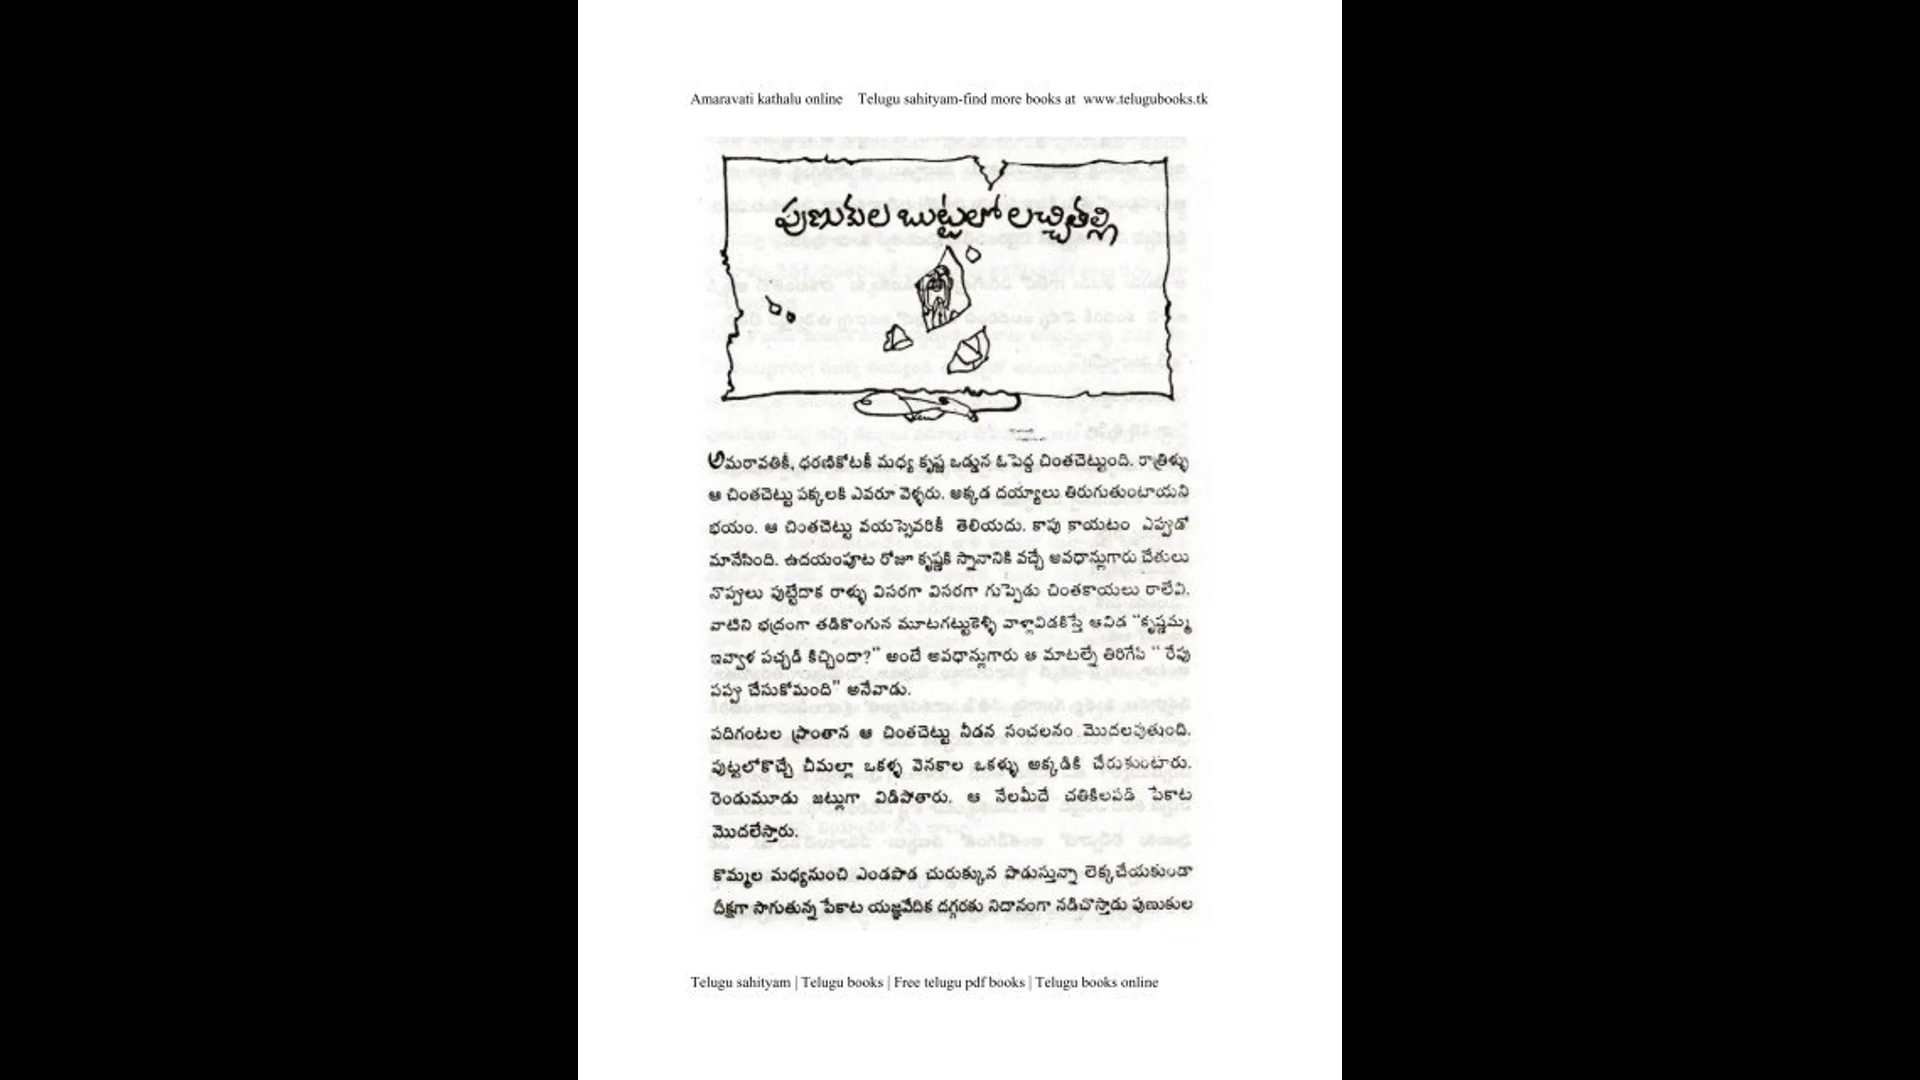 Amaravati kathalu online    Telugu sahityam-find more books at  www.telugubooks.tk
పుణుకుల బుట్టలో లచ్చితల్లి
అమరావతికీ, ధరణికోటకీ మధ్య కృష్ణ ఒడ్డున ఓ పెద్ద చింతచెట్టుంది. రాత్రిళ్ళు
ఆ చింతచెట్టు పక్కలకి ఎవరూ వెళ్ళరు. అక్కడ దయ్యాలు తిరుగుతుంటాయని
భయం. ఆ చింతచెట్టు వయస్సెవరికీ తెలియదు. కాపు కాయటం ఎప్పుడో
మానేసింది. ఉదయంపూట రోజూ కృష్ణకి స్నానానికి వచ్చే అవధాన్లుగారు చేతులు
నొప్పులు పుట్టేదాక రాళ్ళు విసరగా విసరగా గుప్పెడు చింతకాయలు రాలేవి.
వాటిని భద్రంగా తడికొంగున మూటగట్టుకెళ్ళి వాళ్లావిడకిస్తే ఆవిడ "కృష్ణమ్మ
ఇవ్వాళ పచ్చడి కిచ్చిందా?" అంటే అవధాన్లుగారు ఆ మాటల్నే తిరిగేసి " రేపు
పప్పు చేసుకోమంది" అనేవాడు.
పదిగంటల ప్రాంతాన ఆ చింతచెట్టు నీడన సంచలనం మొదలవుతుంది.
పుట్టలోకొచ్చే చీమల్లా ఒకళ్ళ వెనకాల ఒకళ్ళు అక్కడికి చేరుకుంటారు.
రెండుమూడు జట్లుగా విడిపోతారు. ఆ నేలమీదే చతికిలపడి పేకాట
మొదలేస్తారు.
కొమ్మల మధ్యనుంచి ఎండపొడ చురుక్కున పొడుస్తున్నా లెక్కచేయకుండా
దీక్షగా సాగుతున్న పేకాట యజ్ఞవేదిక దగ్గరకు నిదానంగా నడిచొస్తాడు పుణుకుల
Telugu sahityam | Telugu books | Free telugu pdf books | Telugu books online